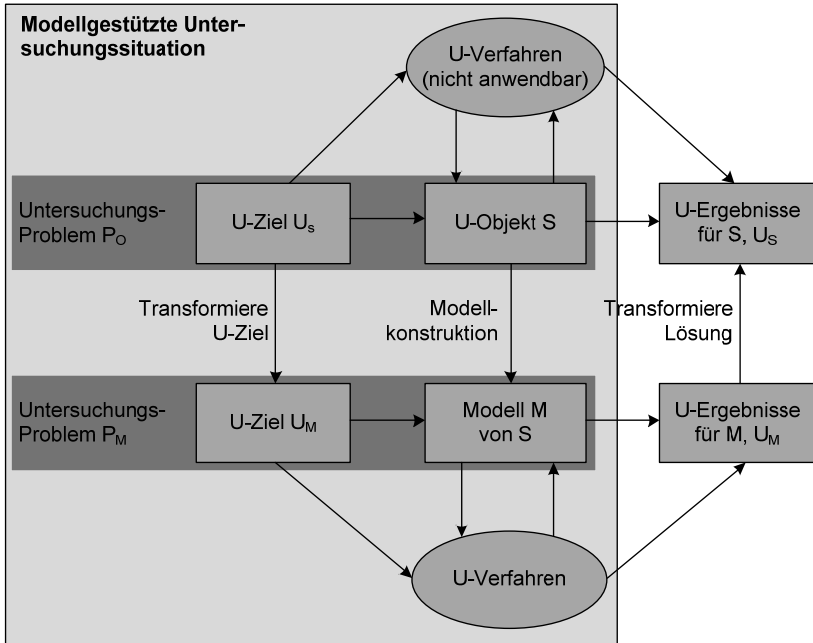 Modellgestützte Unter-
suchungssituation
U-Verfahren
(nicht anwendbar)
Untersuchungs-
Problem P_O
U-Ziel U_s
U-Objekt S
U-Ergebnisse
für S, U_S
Transformiere
U-Ziel
Modell-
konstruktion
Transformiere
Lösung
Untersuchungs-
Problem P_M
U-Ziel U_M
Modell M
von S
U-Ergebnisse
für M, U_M
U-Verfahren